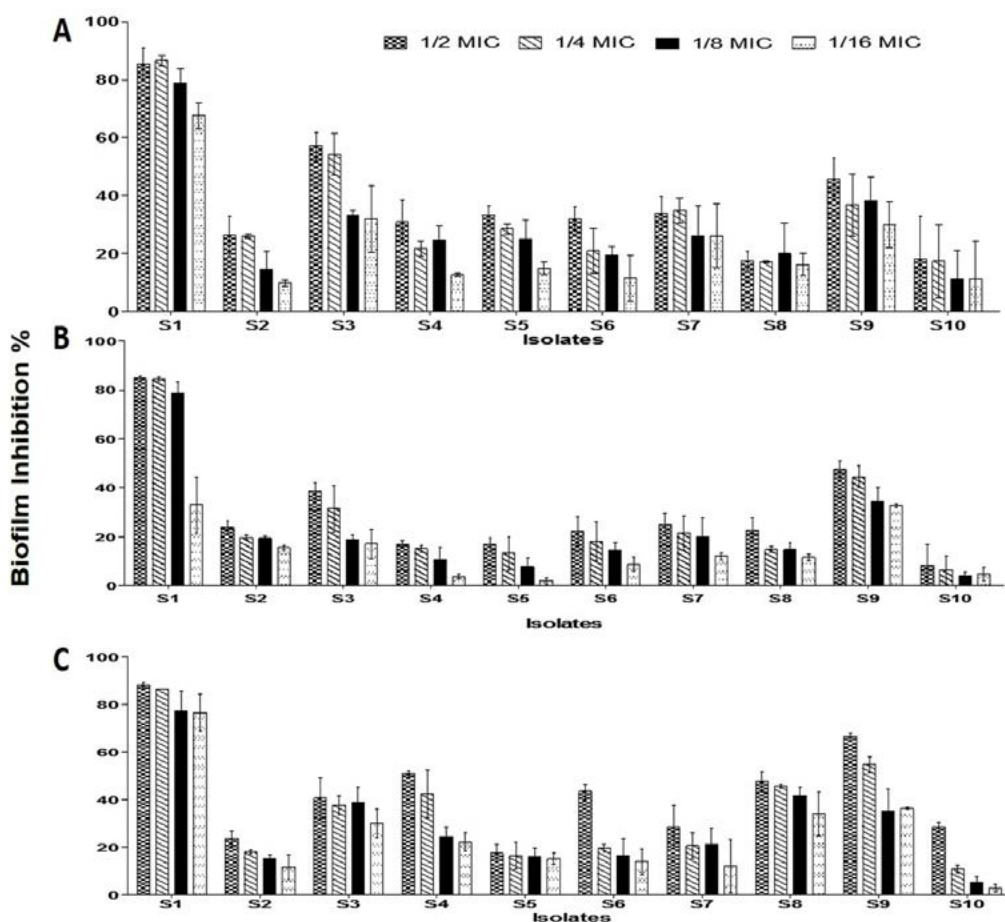 A
100
1/2 MIC 1/4 MIC 1/8 MIC 1/16 MIC
80
60
40
20
0
S1 S2 S3 S4 S5 S6 S7 S8 S9 S10
Isolates
Biofilm Inhibition %
B
100
80
60
40
20
0
S1 S2 S3 S4 S5 S6 S7 S8 S9 S10
Isolates
C
100
80
60
40
20
0
S1 S2 S3 S4 S5 S6 S7 S8 S9 S10
Isolates